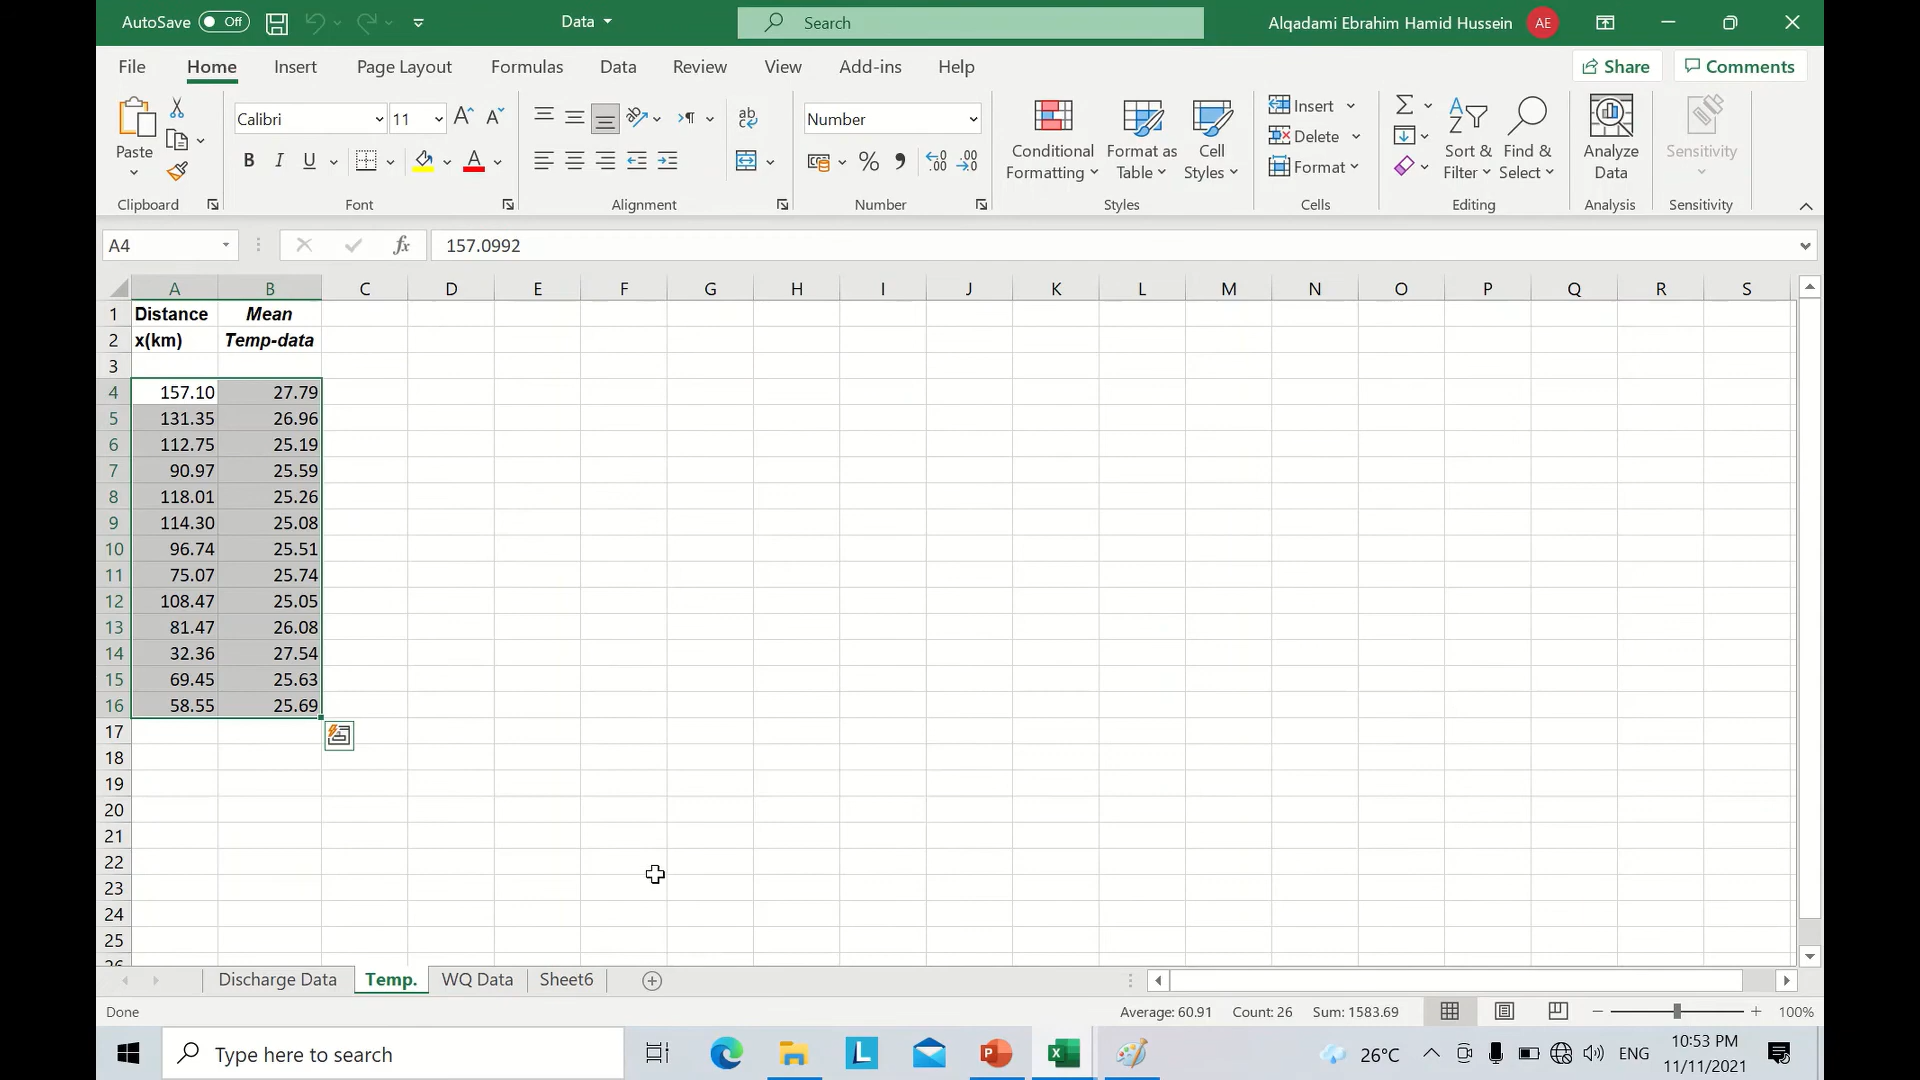 AutoSave Off Data Search Alqadami Ebrahim Hamid Hussein AE
File Home Insert Page Layout Formulas Data Review View Add-ins Help Share Comments
Paste Calibri 11 Number Conditional Formatting Format as Table Cell Styles Insert Delete Format Sort & Filter Find & Select Analyze Data Sensitivity
Clipboard Font Alignment Number Styles Cells Editing Analysis Sensitivity
A4 fx 157.0992
A B C D E F G H I J K L M N O P Q R S
1 Distance Mean
2 x(km) Temp-data
3
4 157.10 27.79
5 131.35 26.96
6 112.75 25.19
7 90.97 25.59
8 118.01 25.26
9 114.30 25.08
10 96.74 25.51
11 75.07 25.74
12 108.47 25.05
13 81.47 26.08
14 32.36 27.54
15 69.45 25.63
16 58.55 25.69
17
18
19
20
21
22
23
24
25
26
Discharge Data Temp. WQ Data Sheet6
Done Average: 60.91 Count: 26 Sum: 1583.69 100%
Type here to search 26°C ENG 10:53 PM
11/11/2021